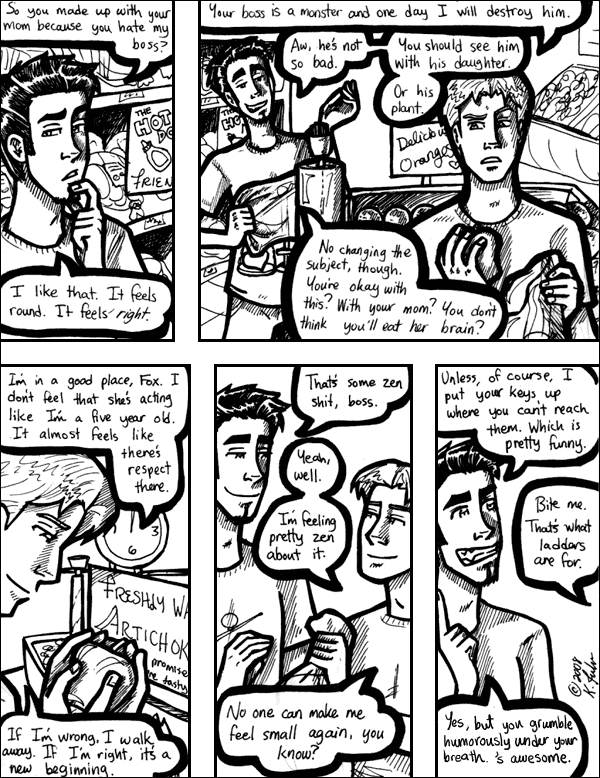 So you made up with your
mom because you hate my
boss?
THE
HOT
DO
FRIEN
I like that. It feels
round. It feels right.
Your boss is a monster and one day I will destroy him.
Aw, he's not
so bad.
You should see him
with his daughter.
Or his
plant.
THE
HO
Delicious
Oranges
No changing the
subject, though.
You're okay with
this? With your mom? You don't
think you'll eat her brain?
I'm in a good place, Fox. I
don't feel that she's acting
like I'm a five year old.
It almost feels like
there's
respect
there.
3
6
FRESHLY WA
ARTICHOK
promise
're tasty
If I'm wrong, I walk
away. If I'm right, it's a
new beginning.
That's some zen
shit, boss.
Yeah,
well.
I'm feeling
pretty zen
about it.
No one can make me
feel small again, you
know?
Unless, of course, I
put your keys up
where you can't reach
them. Which is
pretty funny.
Bite me.
That's what
ladders
are for.
Yes, but you grumble
humorously under your
breath. 's awesome.